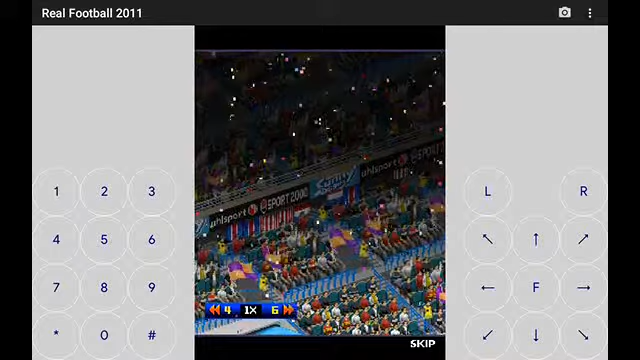 Real Football 2011
1 2 3
L R
uhlsport SPORT2000
uhlsport
4 5 6
↖ ↑ ↗
7 8 9
← F →
4 1X 6
* 0 #
↙ ↓ ↘
SKIP